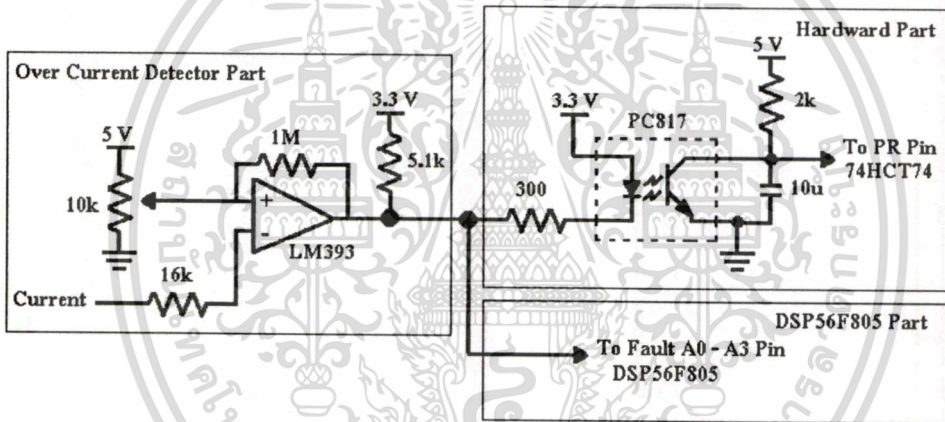 Over Current Detector Part
5 V
10k
1M
3.3 V
5.1k
+
-
LM393
16k
Current
Hardward Part
5 V
2k
3.3 V
PC817
300
To PR Pin
74HCT74
10u
DSP56F805 Part
To Fault A0 - A3 Pin
DSP56F805